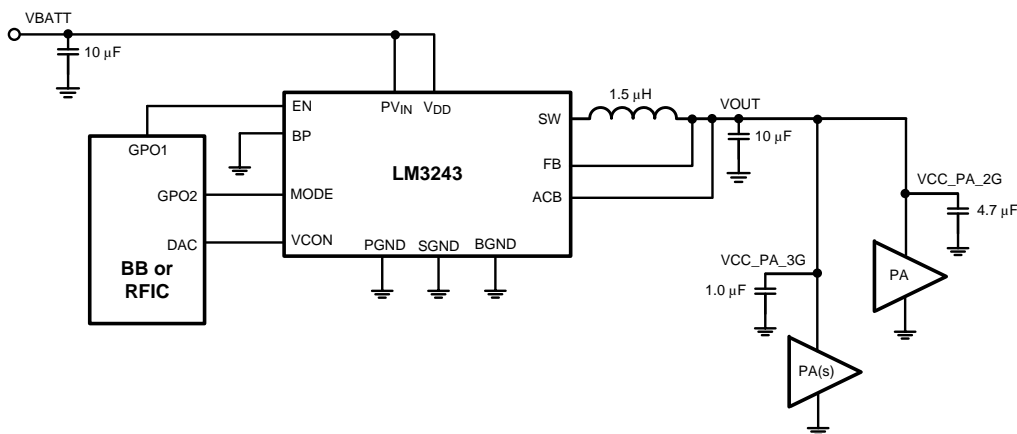 VBATT
10 µF
EN
PVIN
VDD
1.5 µH
VOUT
SW
GPO1
BP
10 µF
FB
LM3243
VCC_PA_2G
GPO2
MODE
ACB
4.7 µF
DAC
VCON
PGND
SGND
BGND
VCC_PA_3G
BB or
RFIC
PA
1.0 µF
PA(s)